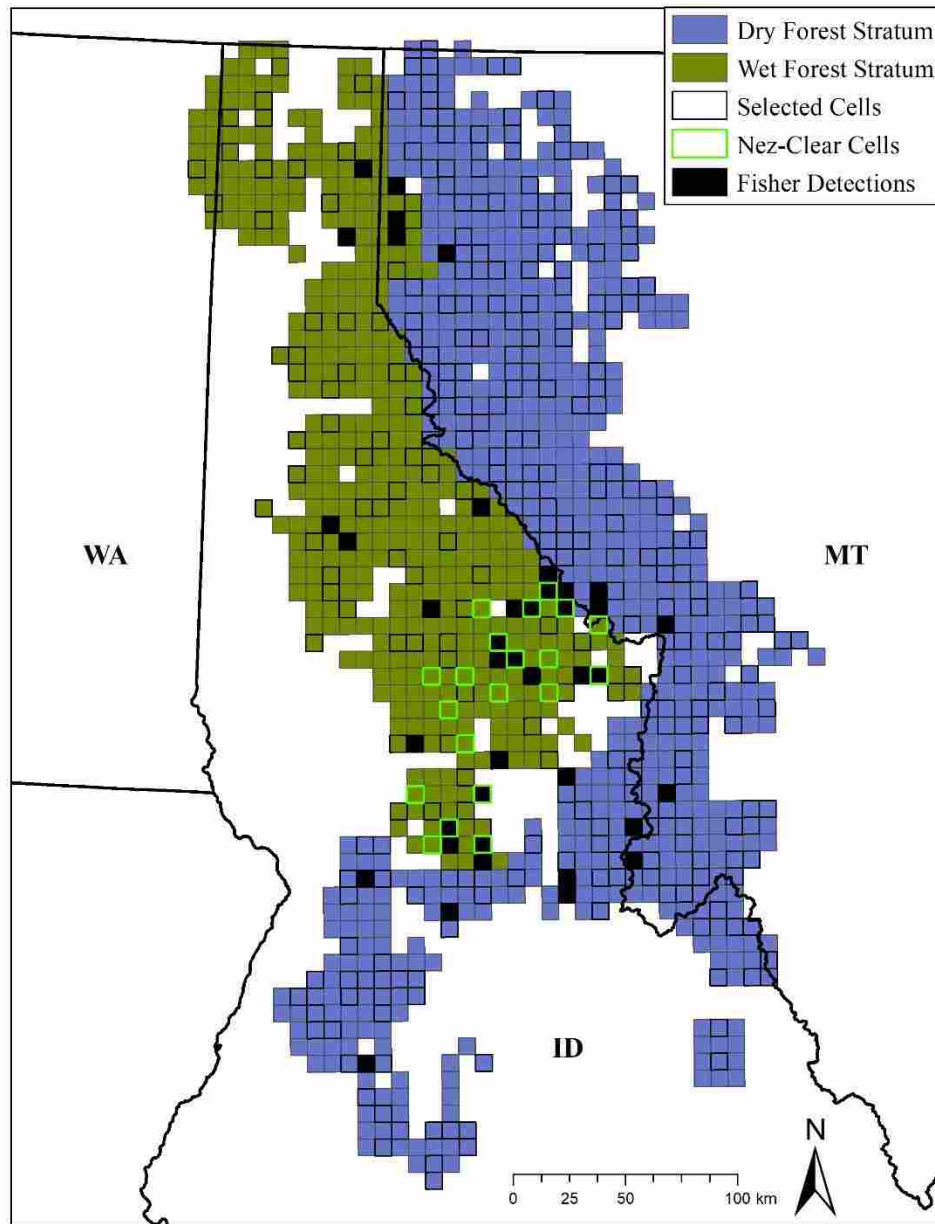 Dry Forest Stratum
Wet Forest Stratum
Selected Cells
Nez-Clear Cells
Fisher Detections
WA
MT
ID
N
0 25 50 100 km